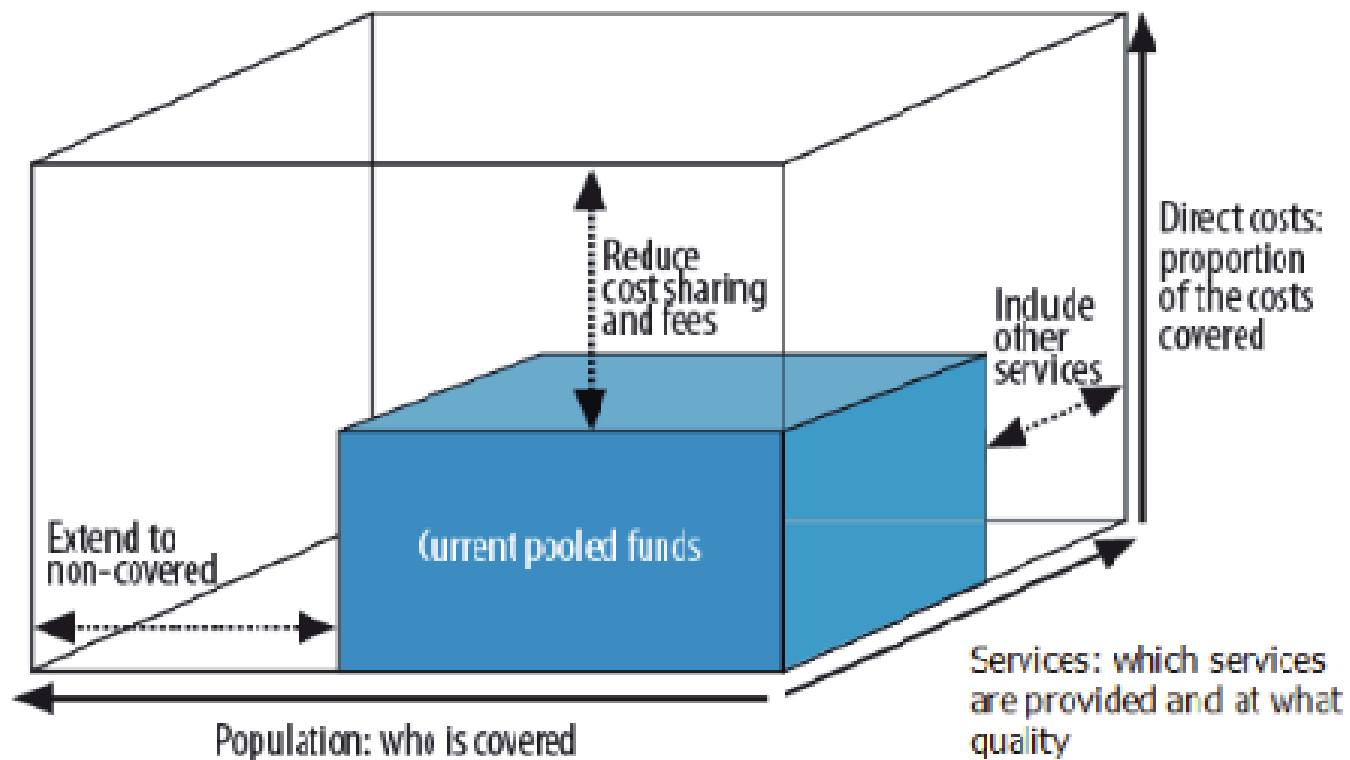 Reduce
cost sharing
and fees
Direct costs:
proportion
of the costs
covered
Include
other
services
Extend to
non-covered
Current pooled funds
Services: which services
are provided and at what
quality
Population: who is covered